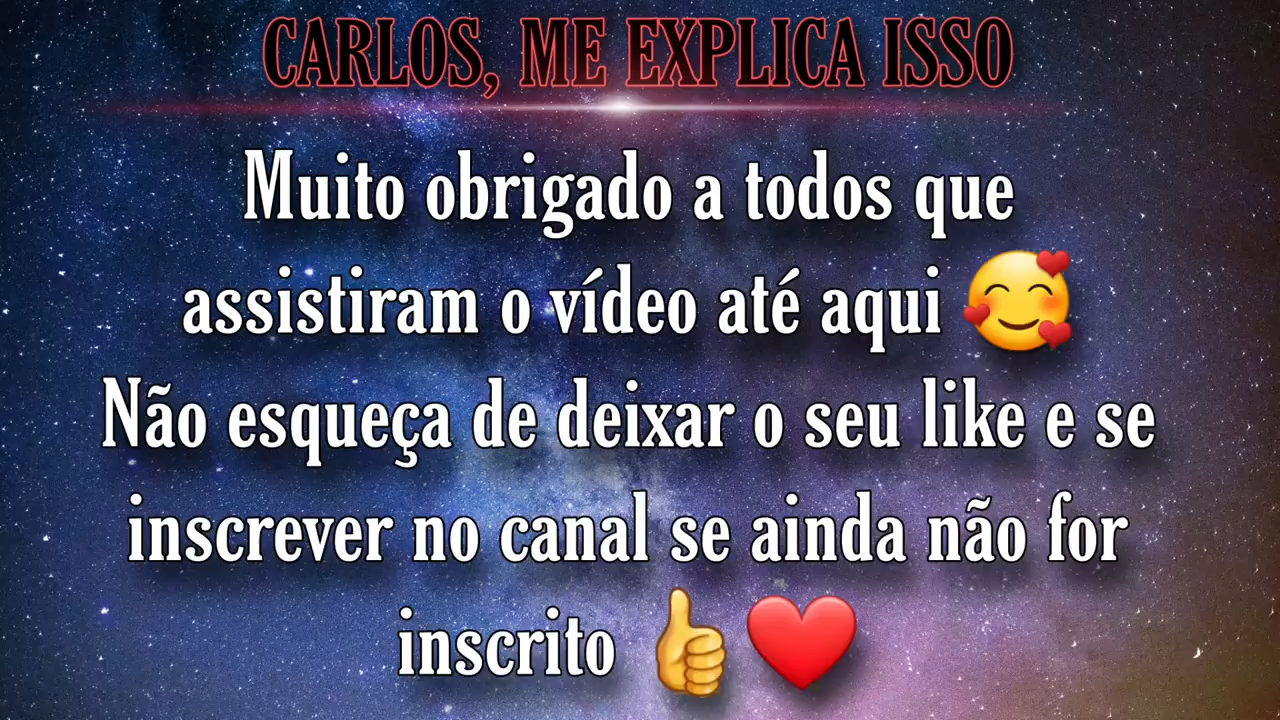 CARLOS, ME EXPLICA ISSO
Muito obrigado a todos que
assistiram o vídeo até aqui 🥰
Não esqueça de deixar o seu like e se
inscrever no canal se ainda não for
inscrito 👍❤️